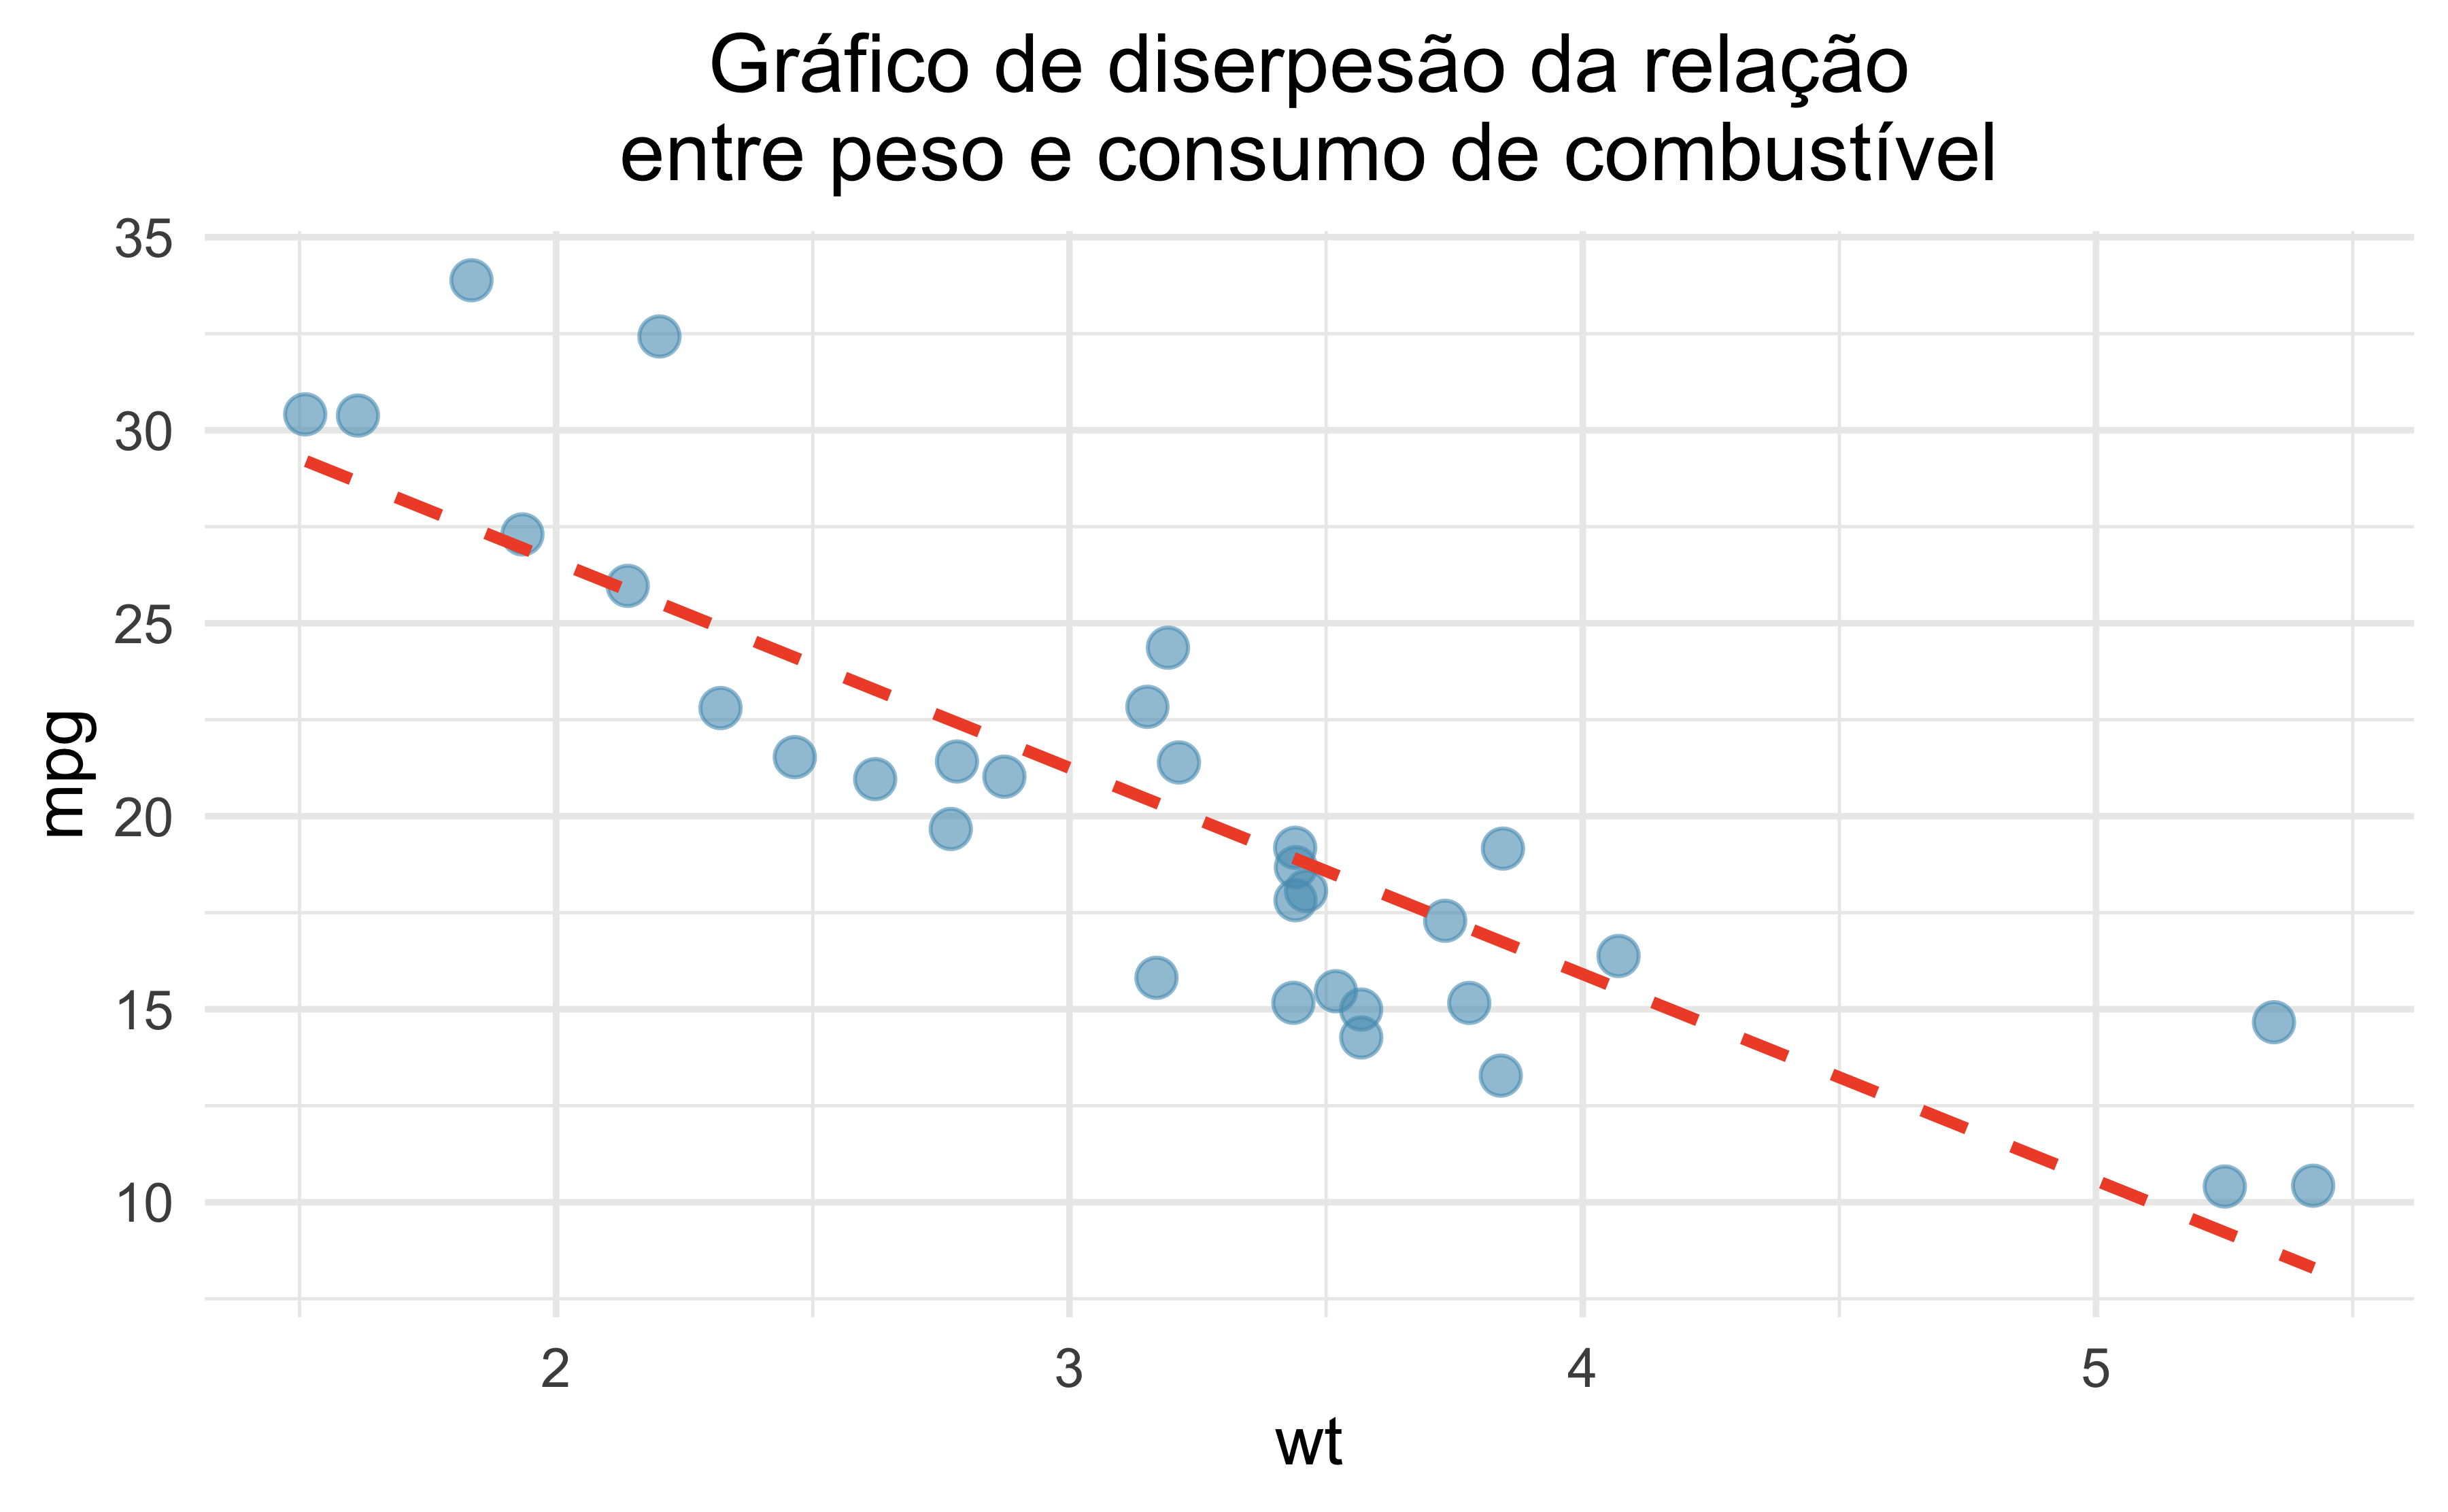 Gráfico de diserpesão da relação
entre peso e consumo de combustível
35
30
25
20
15
10
mpg
2
3
4
5
wt